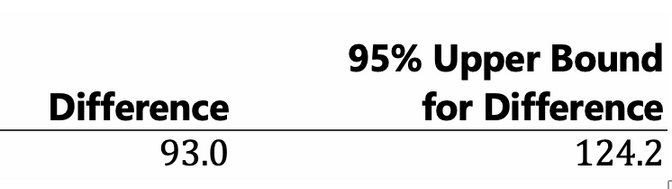 95% Upper Bound
Difference for Difference
93.0 124.2